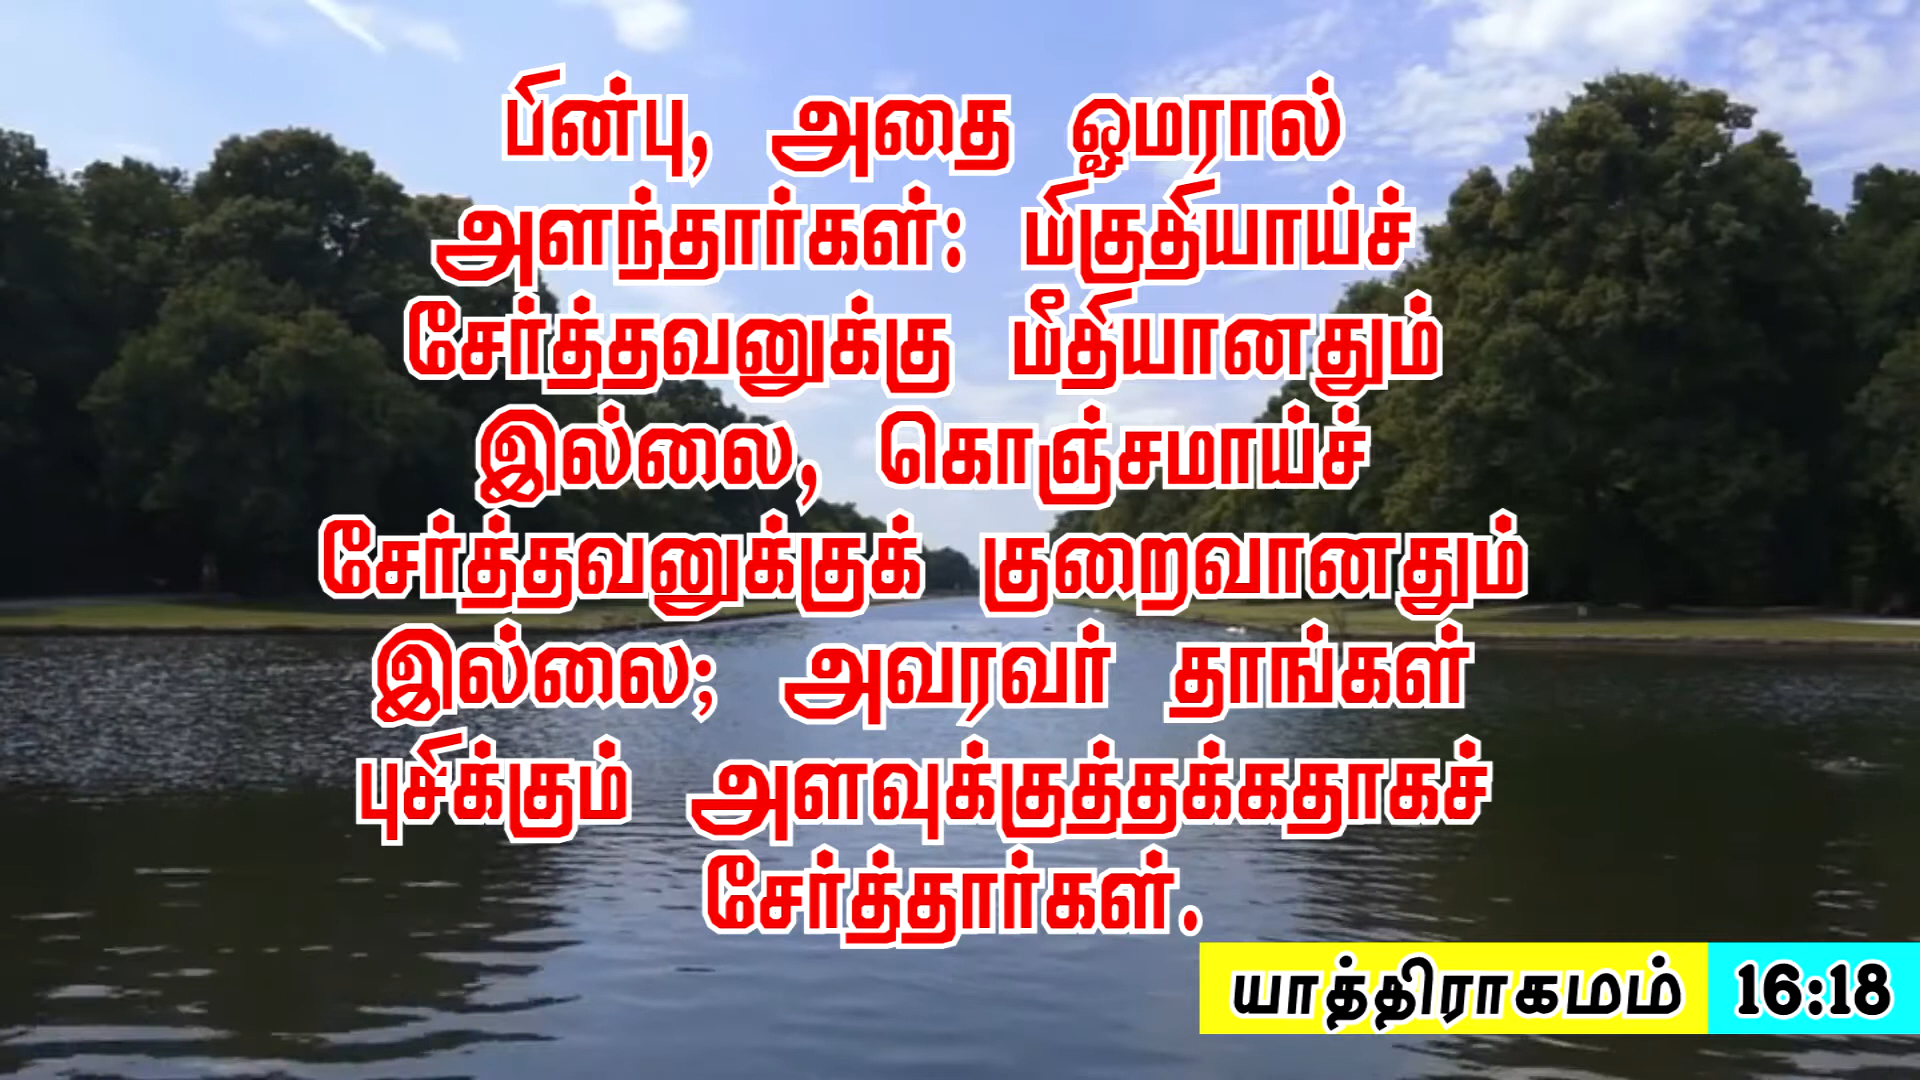 பின்பு, அதை ஓமரால்
அளந்தார்கள்: மிகுதியாய்ச்
சேர்த்தவனுக்கு மீதியானதும்
இல்லை, கொஞ்சமாய்ச்
சேர்த்தவனுக்குக் குறைவானதும்
இல்லை; அவரவர் தாங்கள்
புசிக்கும் அளவுக்குத்தக்கதாகச்
சேர்த்தார்கள்.
யாத்திராகமம் 16:18